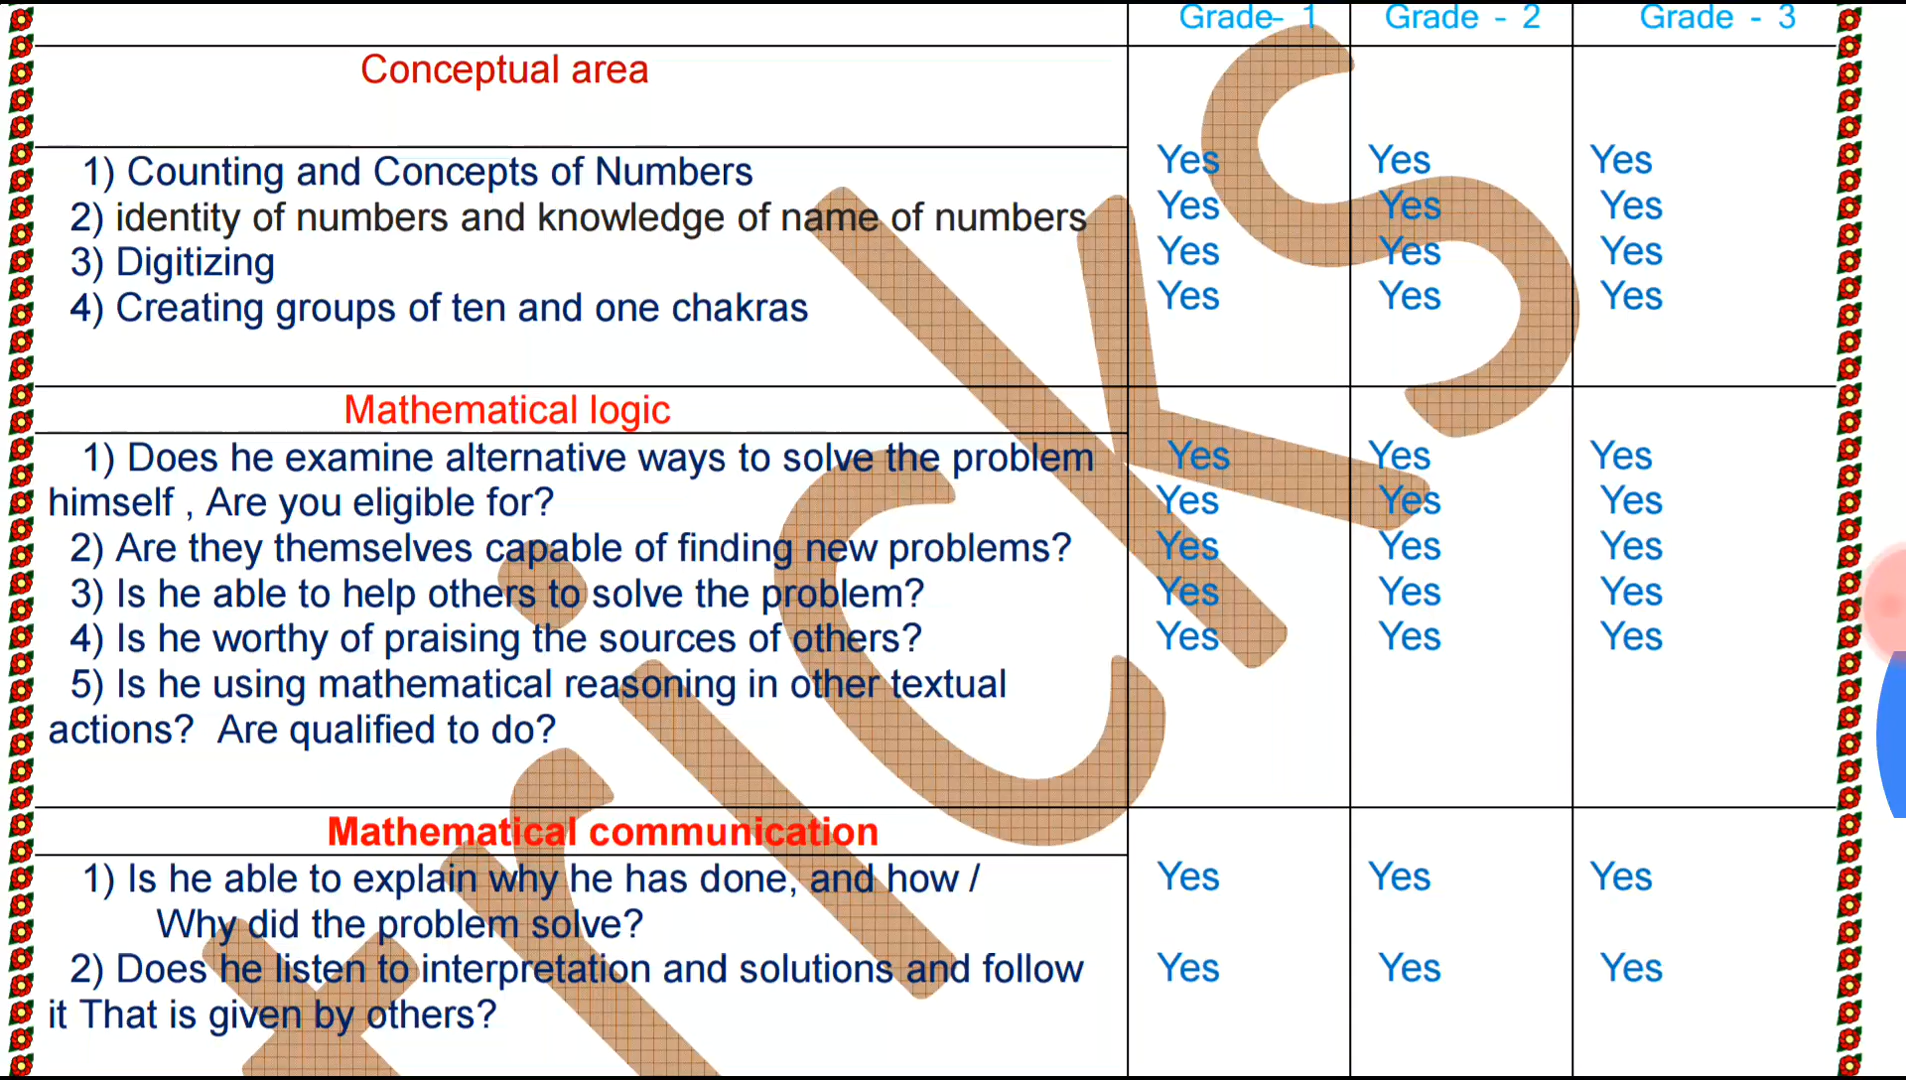 Grade- 1 Grade - 2 Grade - 3
Conceptual area
1) Counting and Concepts of Numbers Yes Yes Yes
2) identity of numbers and knowledge of name of numbers Yes Yes Yes
3) Digitizing Yes Yes Yes
4) Creating groups of ten and one chakras Yes Yes Yes
Mathematical logic
1) Does he examine alternative ways to solve the problem Yes Yes Yes
himself , Are you eligible for? Yes Yes Yes
2) Are they themselves capable of finding new problems? Yes Yes Yes
3) Is he able to help others to solve the problem? Yes Yes Yes
4) Is he worthy of praising the sources of others? Yes Yes Yes
5) Is he using mathematical reasoning in other textual
actions? Are qualified to do?
Mathematical communication
1) Is he able to explain why he has done, and how / Yes Yes Yes
Why did the problem solve?
2) Does he listen to interpretation and solutions and follow Yes Yes Yes
it That is given by others?
tricks